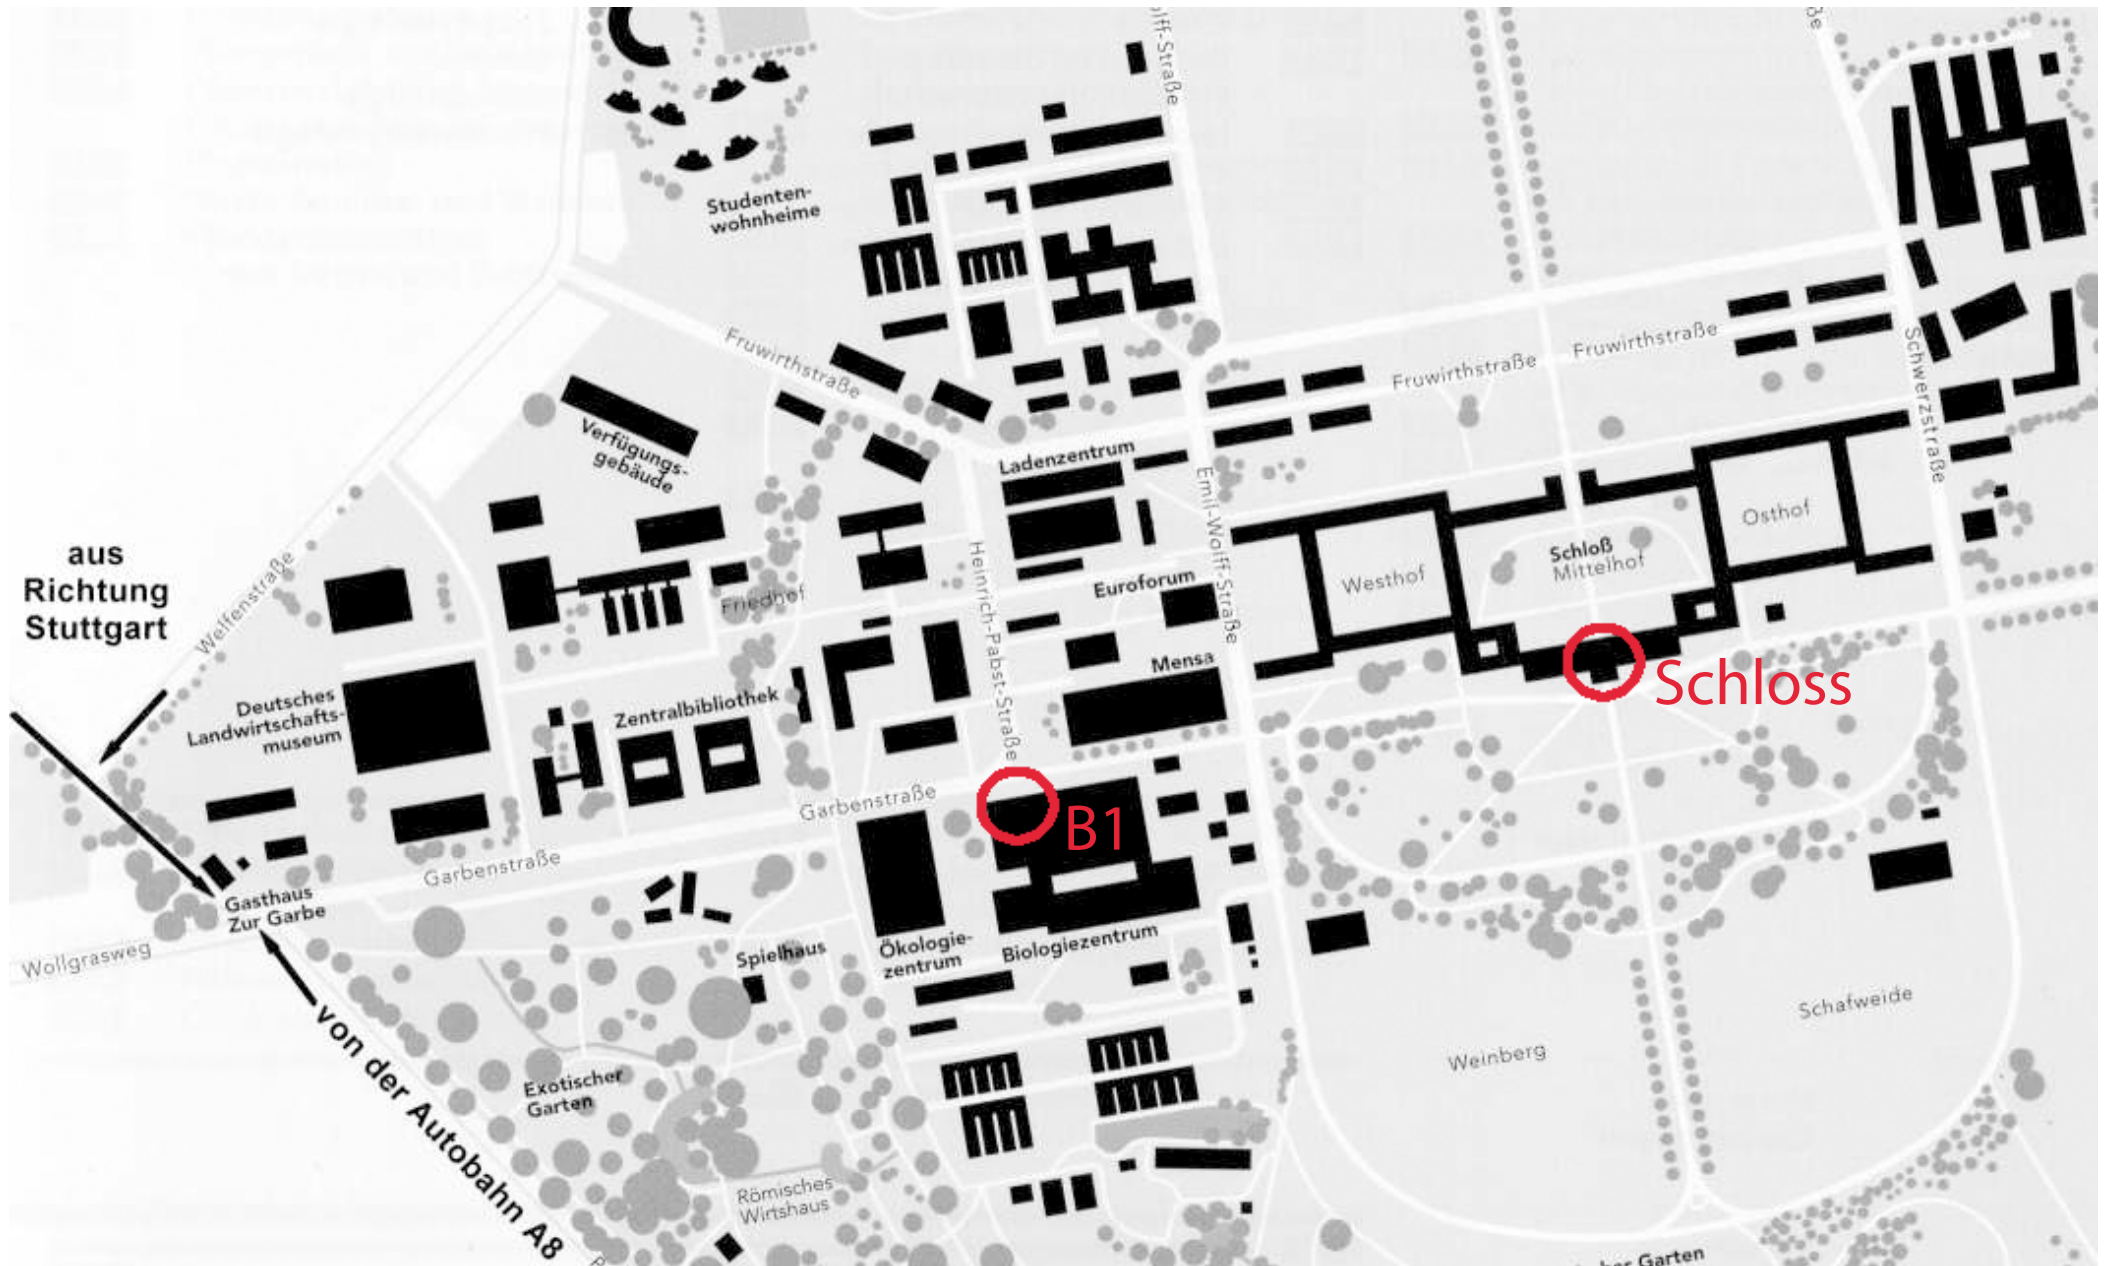 Studenten-
wohnheime
Fruwirthstraße
Fruwirthstraße
Fruwirthstraße
Schwerzstraße
Verfügungs-
gebäude
Ladenzentrum
Emil-Wolff-Straße
Osthof
Schloß
Mittelhof
Westhof
aus
Richtung
Stuttgart
Welfenstraße
Friedhof
Heinrich-Pabst-Straße
Euroforum
Mensa
Schloss
Deutsches
Landwirtschafts-
museum
Zentralbibliothek
Garbenstraße
B1
Garbenstraße
Gasthaus
Zur Garbe
Wollgrasweg
Spielhaus
Ökologie-
zentrum
Biologiezentrum
Schafweide
Weinberg
von der Autobahn A8
Exotischer
Garten
Römisches
Wirtshaus
Garten